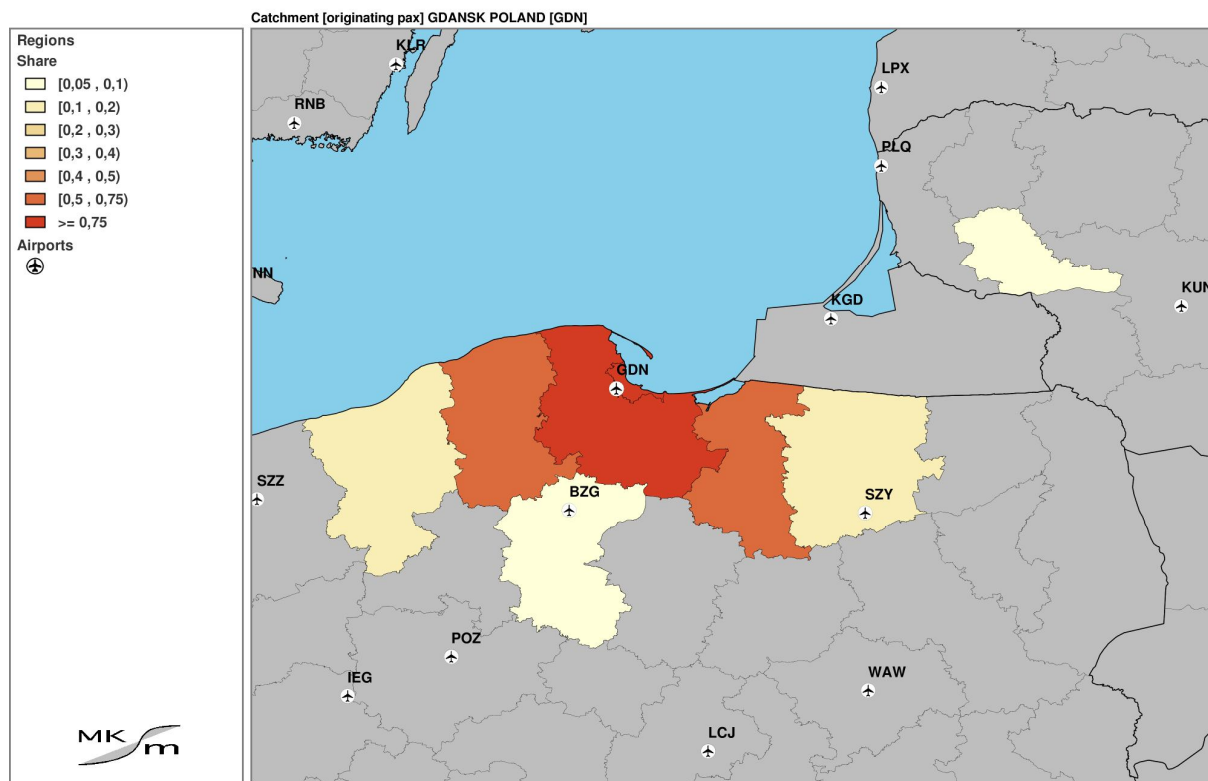 Catchment [originating pax] GDANSK POLAND [GDN]
Regions
Share
[0,05 , 0,1)
[0,1 , 0,2)
[0,2 , 0,3)
[0,3 , 0,4)
[0,4 , 0,5)
[0,5 , 0,75)
>= 0,75
Airports
MK
m
KLR
LPX
RNB
PLQ
NN
KUN
KGD
GDN
SZZ
BZG
SZY
POZ
IEG
WAW
LCJ